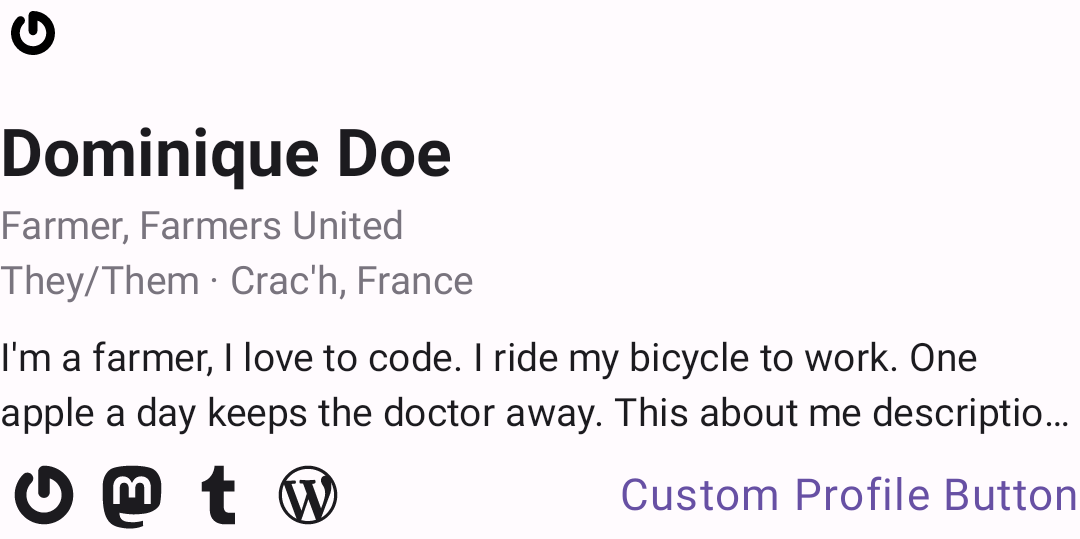 Dominique Doe
Farmer, Farmers United
They/Them · Crac'h, France
I'm a farmer, I love to code. I ride my bicycle to work. One
apple a day keeps the doctor away. This about me descriptio…
Custom Profile Button